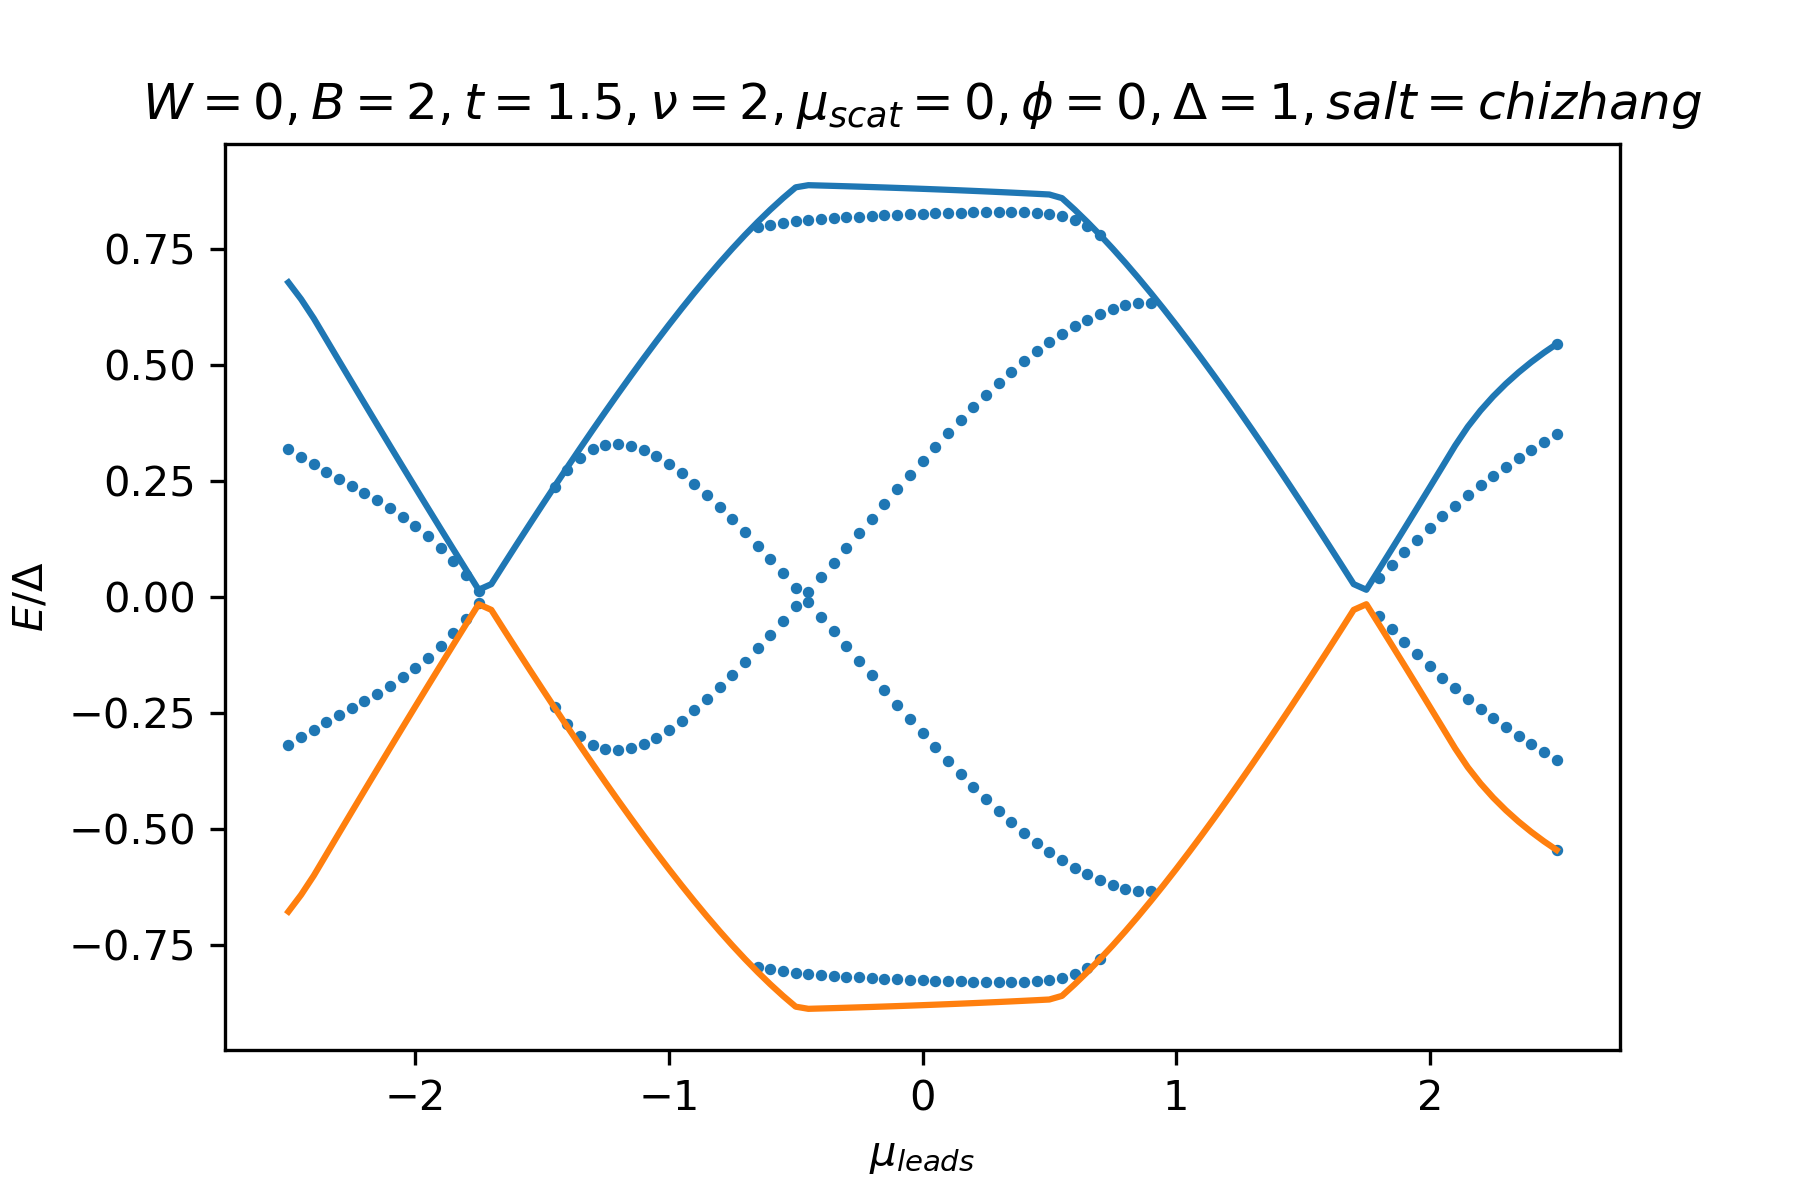 W = 0, B = 2, t = 1.5, ν = 2, μ_scat = 0, ϕ = 0, Δ = 1, salt = chizhang
0.75
0.50
0.25
0.00
−0.25
−0.50
−0.75
E/Δ
−2 −1 0 1 2
μ_leads